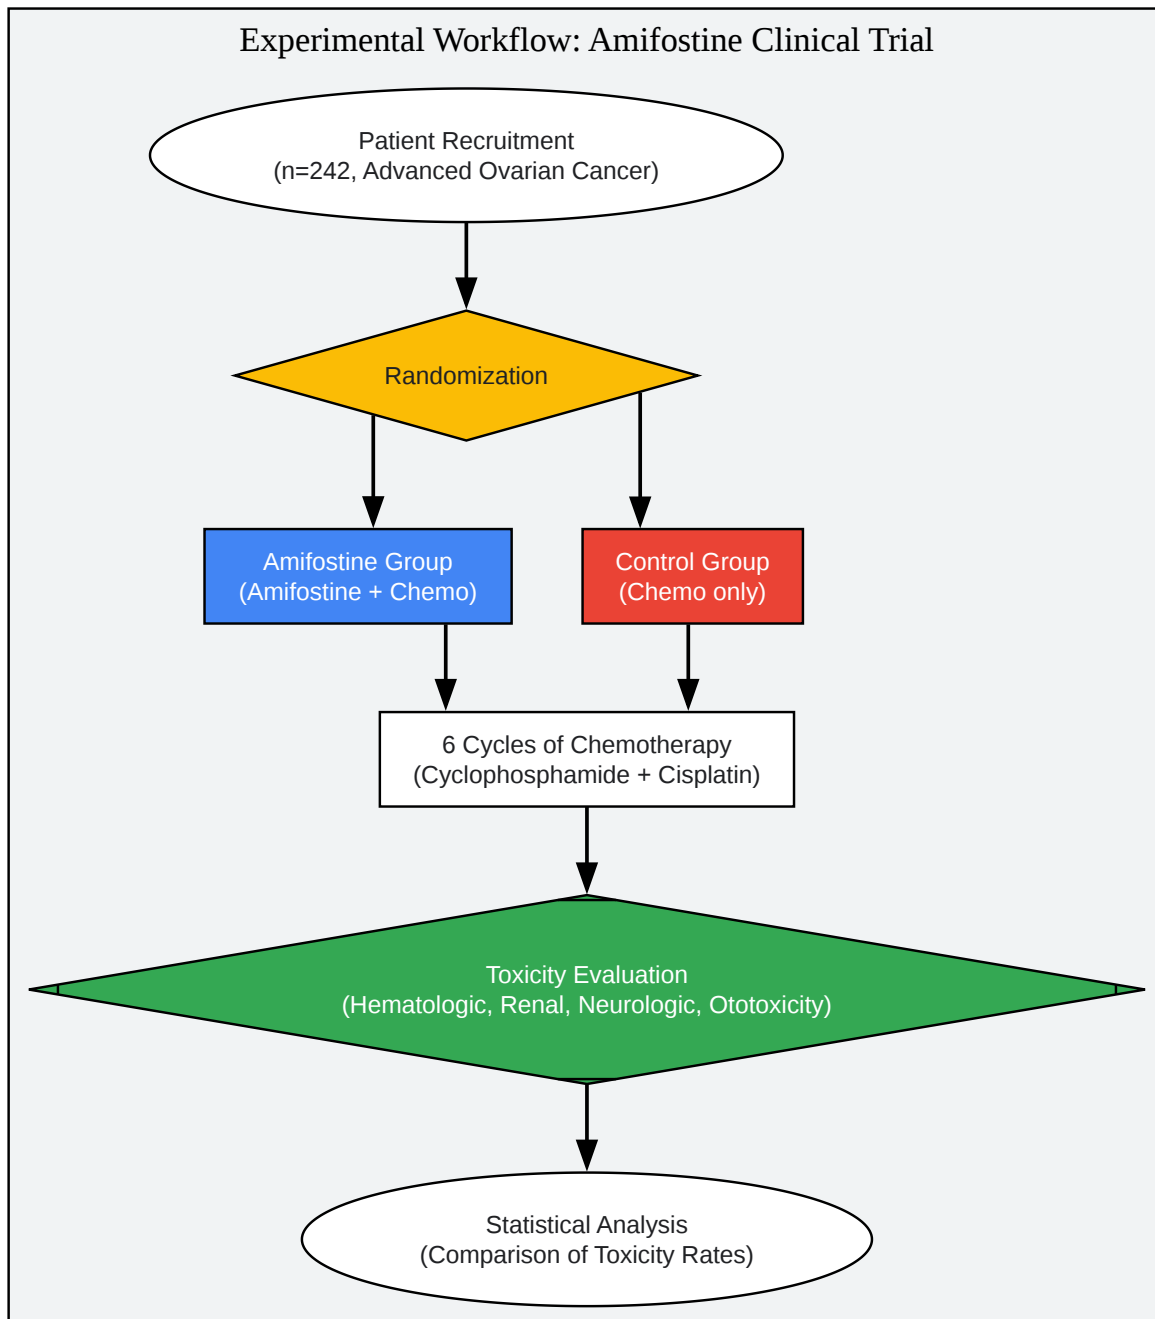 Experimental Workflow: Amifostine Clinical Trial
Patient Recruitment
(n=242, Advanced Ovarian Cancer)
Randomization
Amifostine Group
(Amifostine + Chemo)
Control Group
(Chemo only)
6 Cycles of Chemotherapy
(Cyclophosphamide + Cisplatin)
Toxicity Evaluation
(Hematologic, Renal, Neurologic, Ototoxicity)
Statistical Analysis
(Comparison of Toxicity Rates)